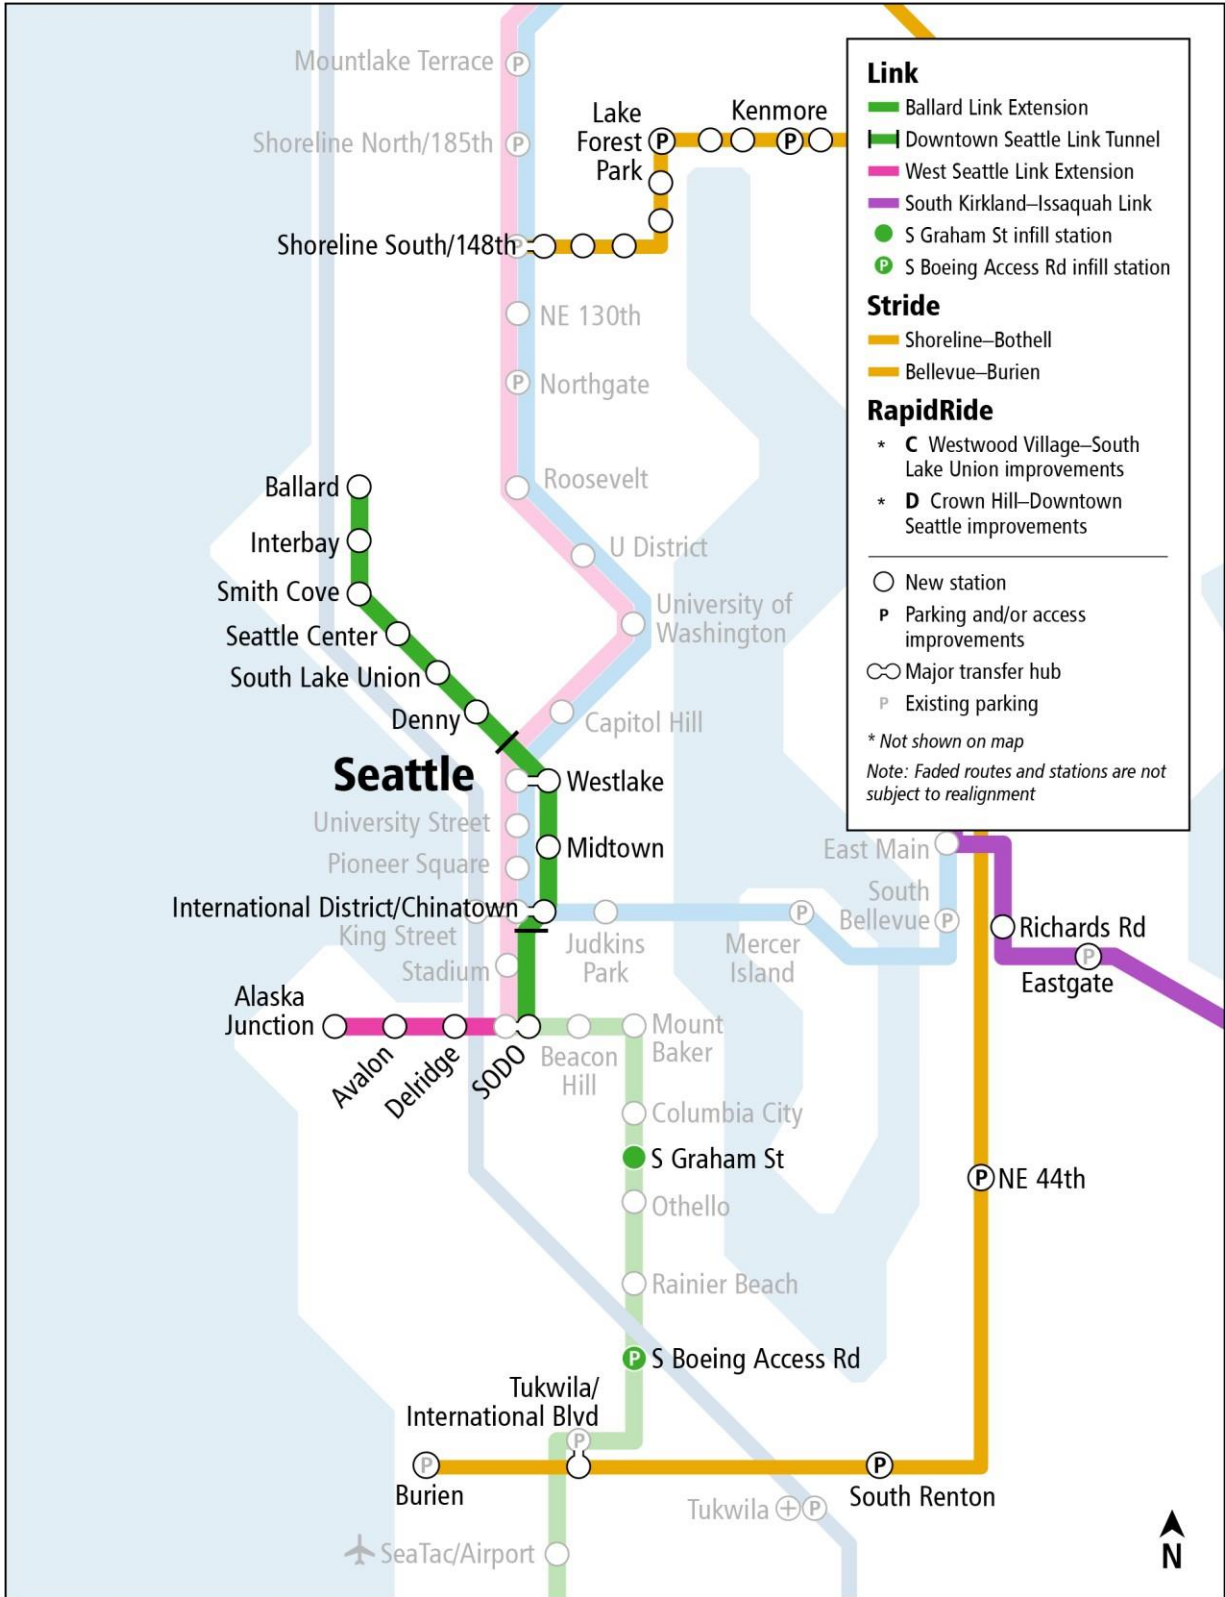 Mountlake Terrace
P
Shoreline North/185th
P
Lake
Forest
Park
P
Kenmore
P
Shoreline South/148th
P
NE 130th
Northgate
P
Roosevelt
U District
University of
Washington
Capitol Hill
Ballard
Interbay
Smith Cove
Seattle Center
South Lake Union
Denny
Seattle
Westlake
University Street
Midtown
Pioneer Square
International District/Chinatown
King Street
Stadium
Judkins
Park
P
Mercer
Island
East Main
South
Bellevue
P
Richards Rd
P
Eastgate
Alaska
Junction
Avalon
Delridge
SODO
Beacon
Hill
Mount
Baker
Columbia City
S Graham St
Othello
P
NE 44th
Rainier Beach
P
S Boeing Access Rd
Tukwila/
International Blvd
P
P
Burien
P
South Renton
Tukwila
P
SeaTac/Airport
N
Link
Ballard Link Extension
Downtown Seattle Link Tunnel
West Seattle Link Extension
South Kirkland–Issaquah Link
S Graham St infill station
P S Boeing Access Rd infill station
Stride
Shoreline–Bothell
Bellevue–Burien
RapidRide
* C Westwood Village–South
Lake Union improvements
* D Crown Hill–Downtown
Seattle improvements
New station
P Parking and/or access
improvements
Major transfer hub
P Existing parking
* Not shown on map
Note: Faded routes and stations are not
subject to realignment